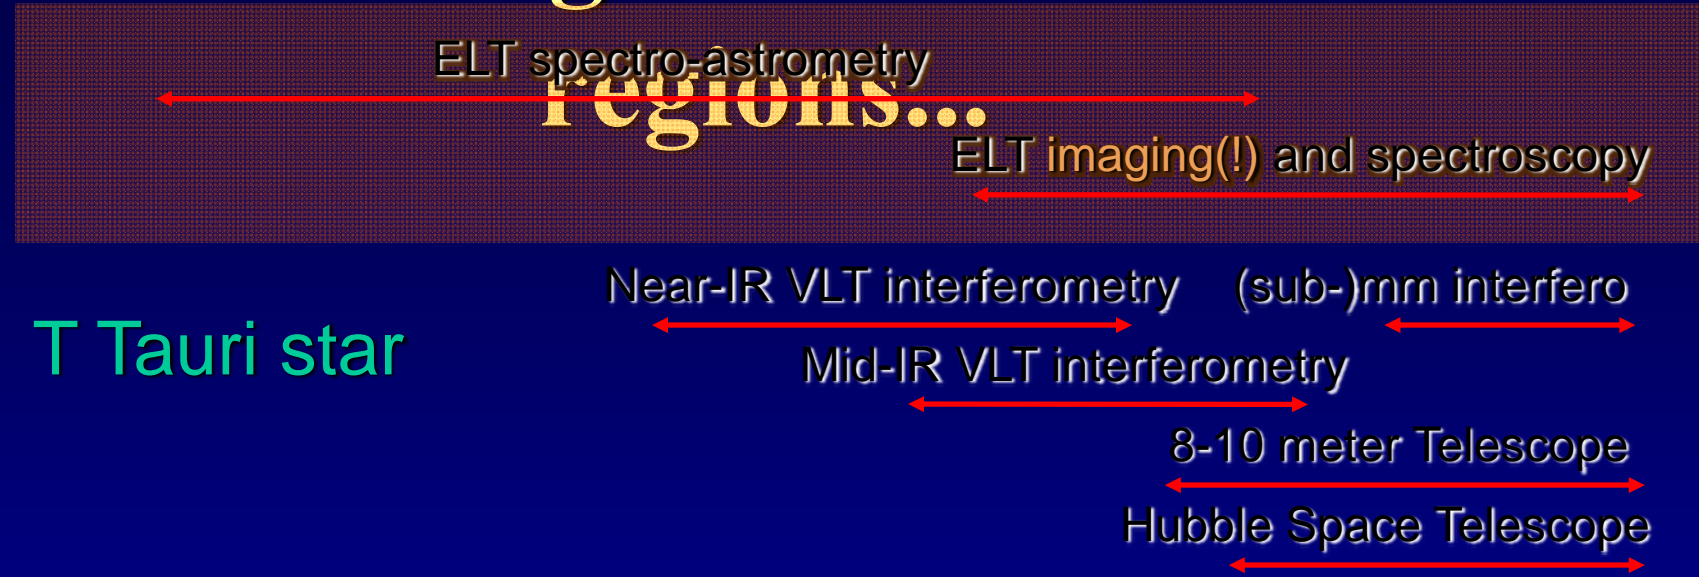 ELT spectro-astrometry
regions...
ELT imaging(!) and spectroscopy
Near-IR VLT interferometry
(sub-)mm interfero
T Tauri star
Mid-IR VLT interferometry
8-10 meter Telescope
Hubble Space Telescope